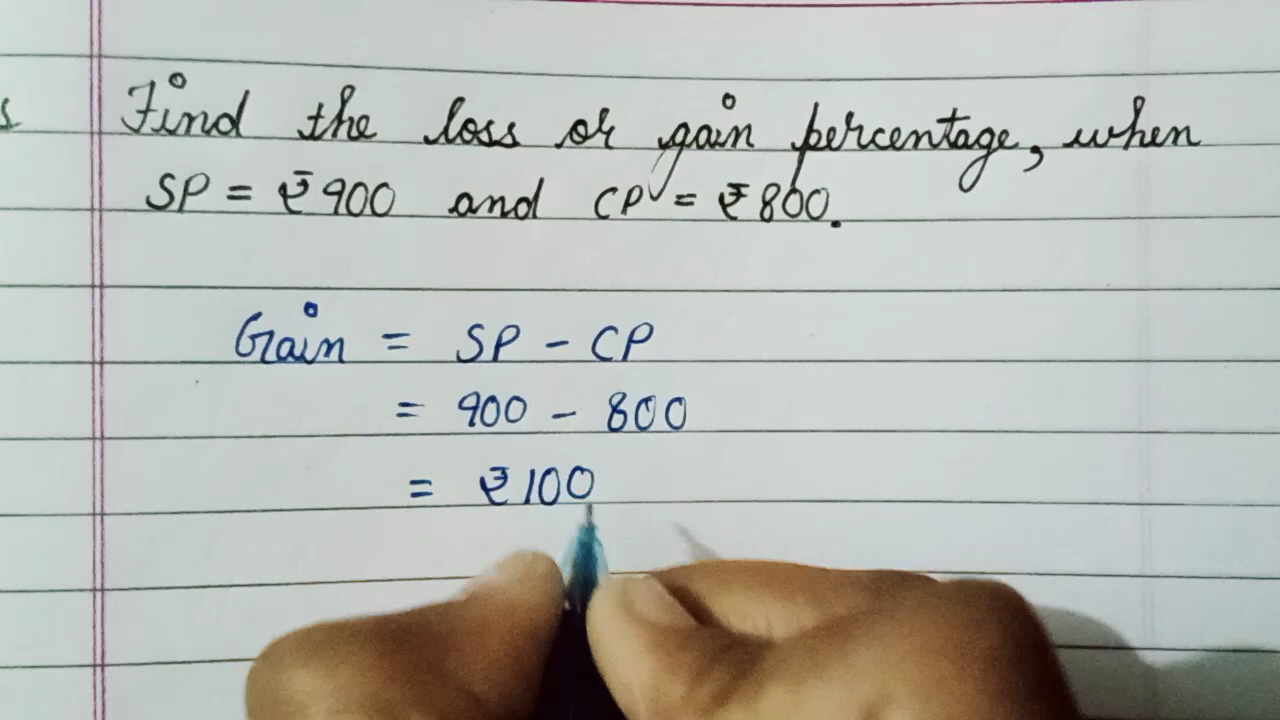 Find the loss or gain percentage, when
SP = ₹900 and CP = ₹800.
Gain = SP - CP
= 900 - 800
= ₹100